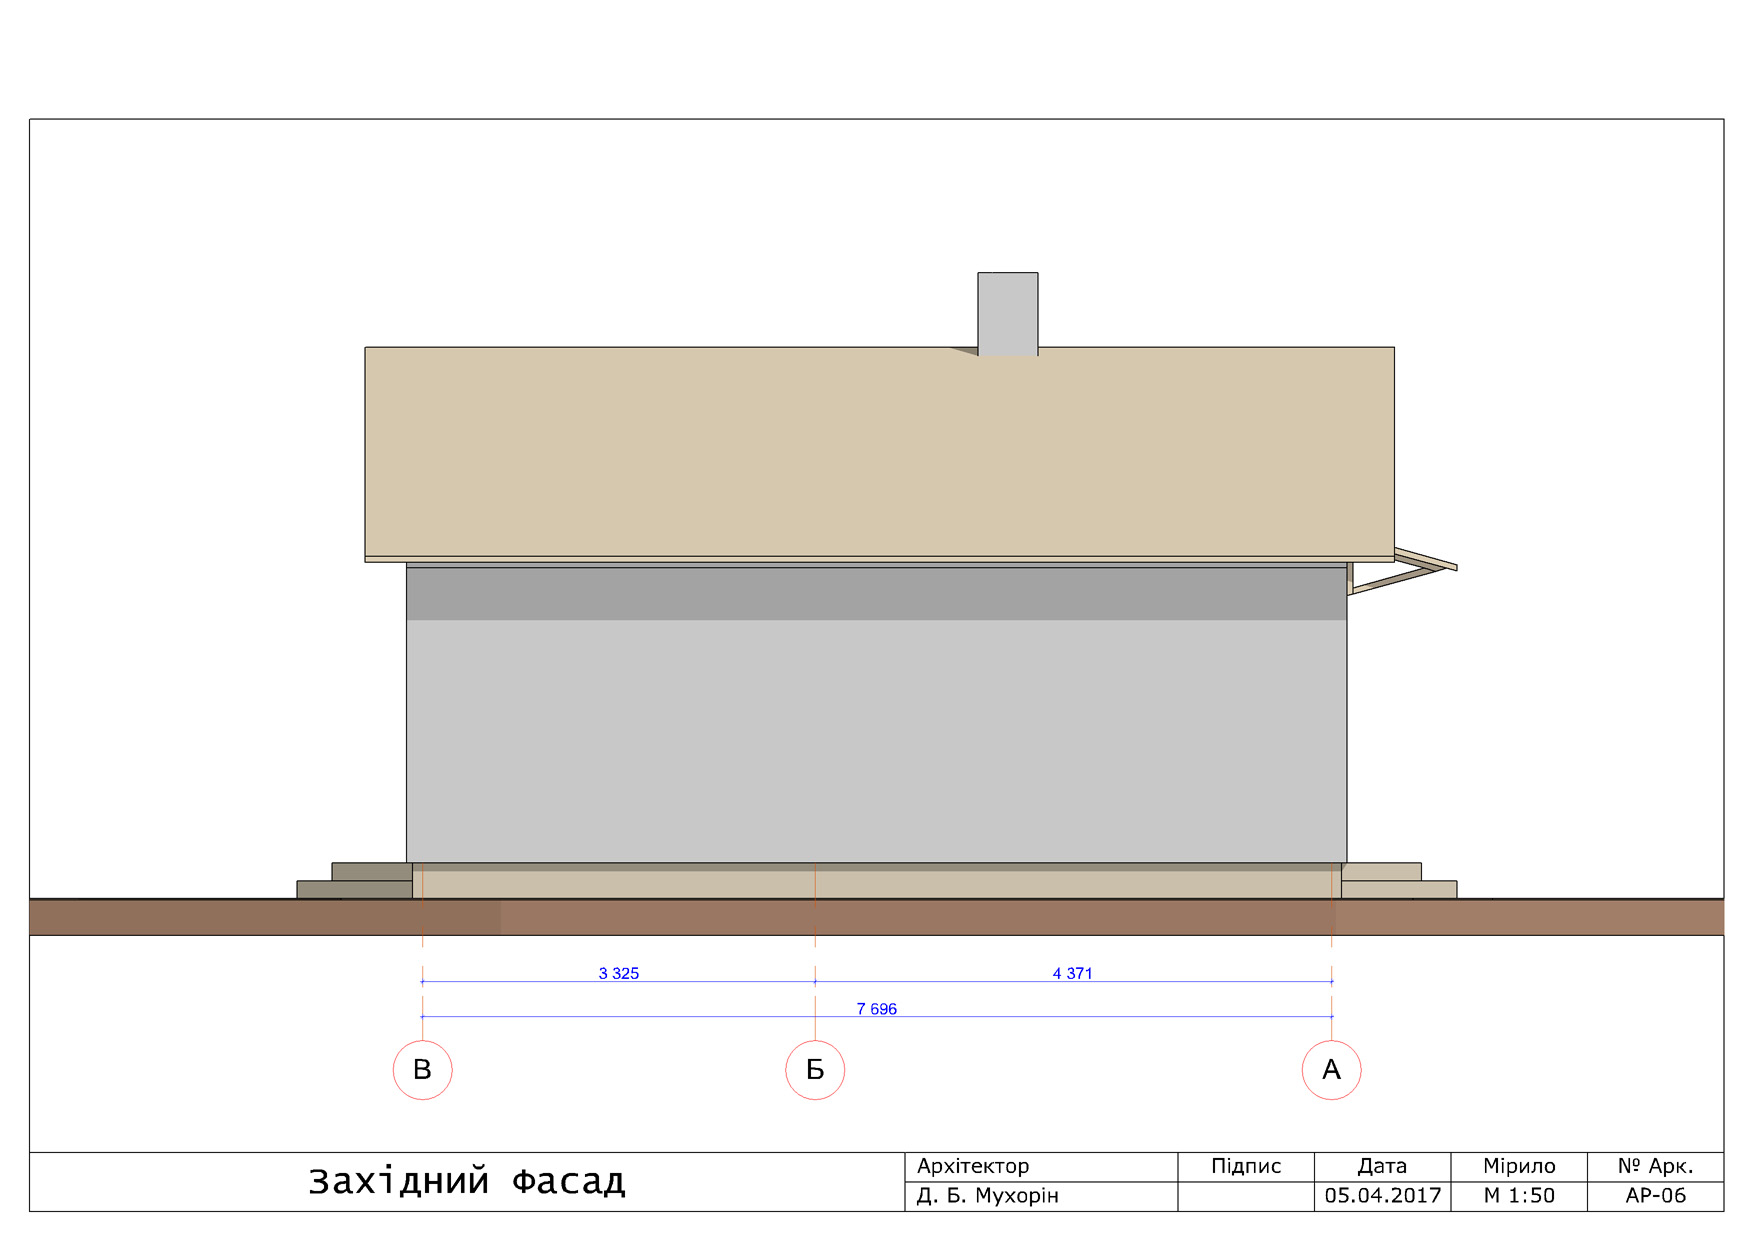 3 325
4 371
7 696
В
Б
А
Західний Фасад
Архітектор
Підпис
Дата
Мірило
№ Арк.
Д. Б. Мухорін
05.04.2017
М 1:50
АР-06